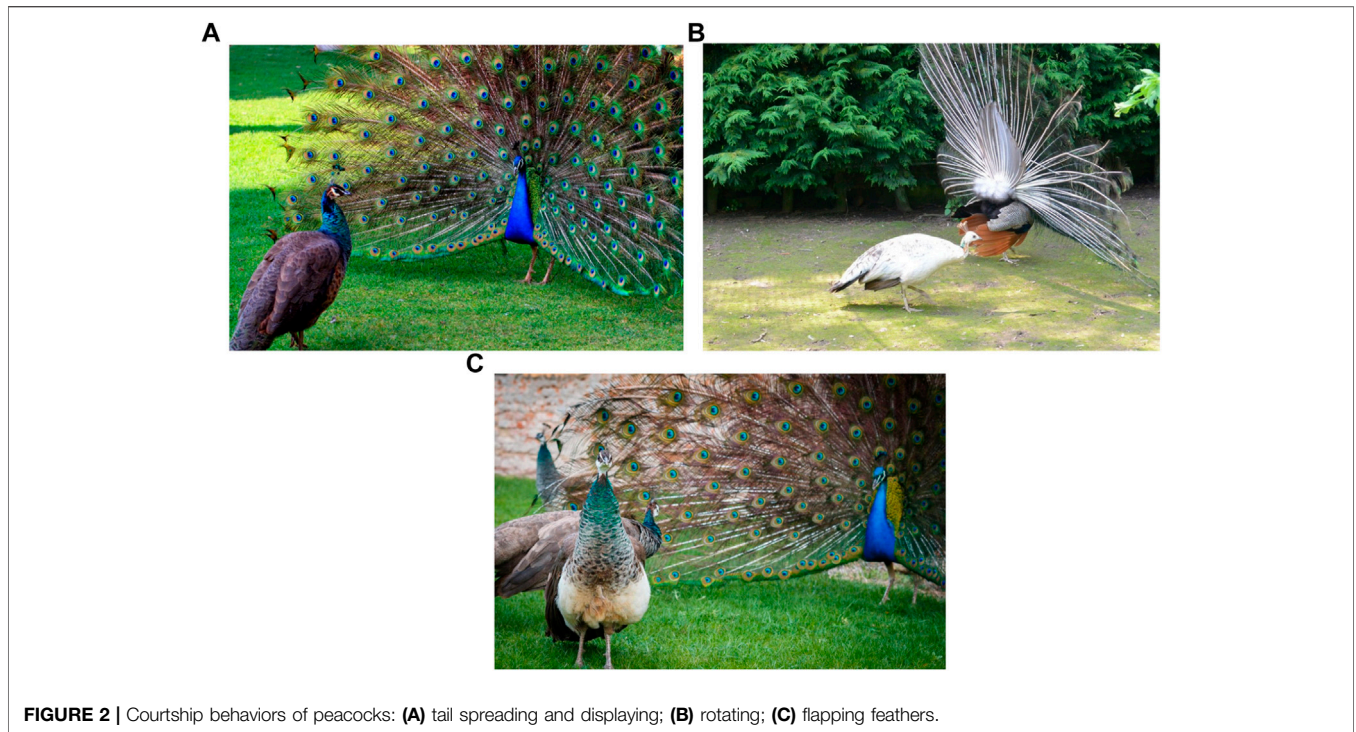 A
B
C
FIGURE 2 | Courtship behaviors of peacocks: (A) tail spreading and displaying; (B) rotating; (C) flapping feathers.